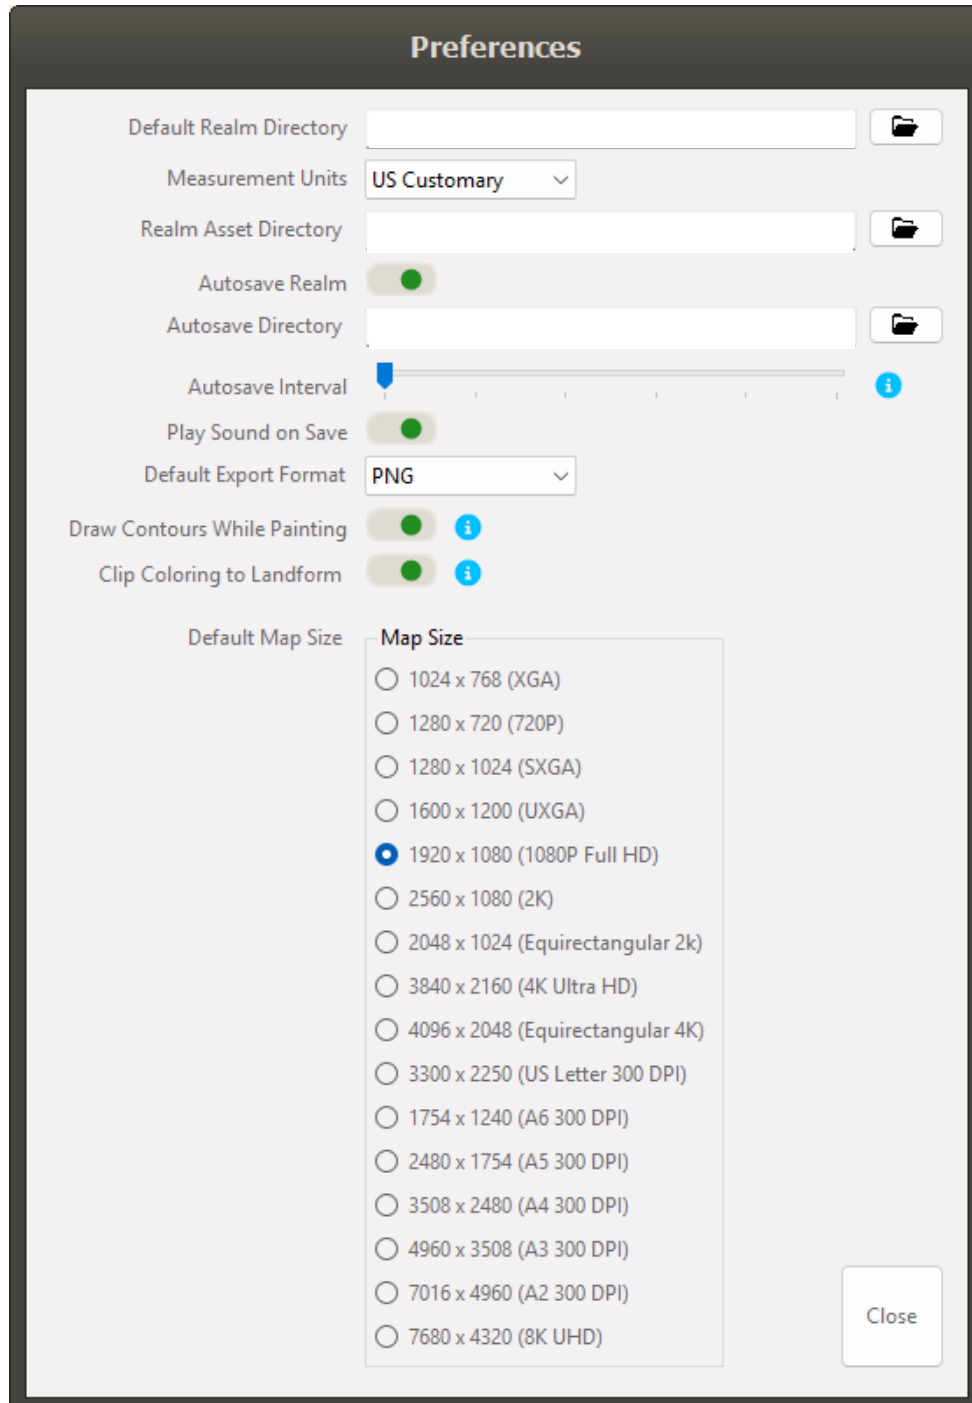 Preferences
Default Realm Directory
Measurement Units US Customary
Realm Asset Directory
Autosave Realm
Autosave Directory
Autosave Interval
Play Sound on Save
Default Export Format PNG
Draw Contours While Painting
Clip Coloring to Landform
Default Map Size Map Size
1024 x 768 (XGA)
1280 x 720 (720P)
1280 x 1024 (SXGA)
1600 x 1200 (UXGA)
1920 x 1080 (1080P Full HD)
2560 x 1080 (2K)
2048 x 1024 (Equirectangular 2k)
3840 x 2160 (4K Ultra HD)
4096 x 2048 (Equirectangular 4K)
3300 x 2250 (US Letter 300 DPI)
1754 x 1240 (A6 300 DPI)
2480 x 1754 (A5 300 DPI)
3508 x 2480 (A4 300 DPI)
4960 x 3508 (A3 300 DPI)
7016 x 4960 (A2 300 DPI)
7680 x 4320 (8K UHD)
Close